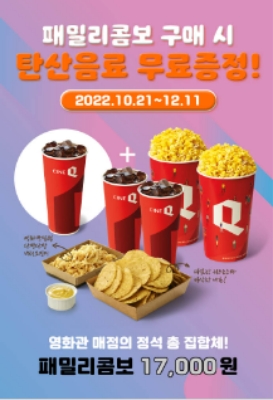 패밀리콤보 구매 시
탄산음료 무료증정!
2022.10.21~12.11
Q
+
Q
Q
Q
Q
영화관 매점의 정석 총 집합체!
패밀리콤보 17,000원